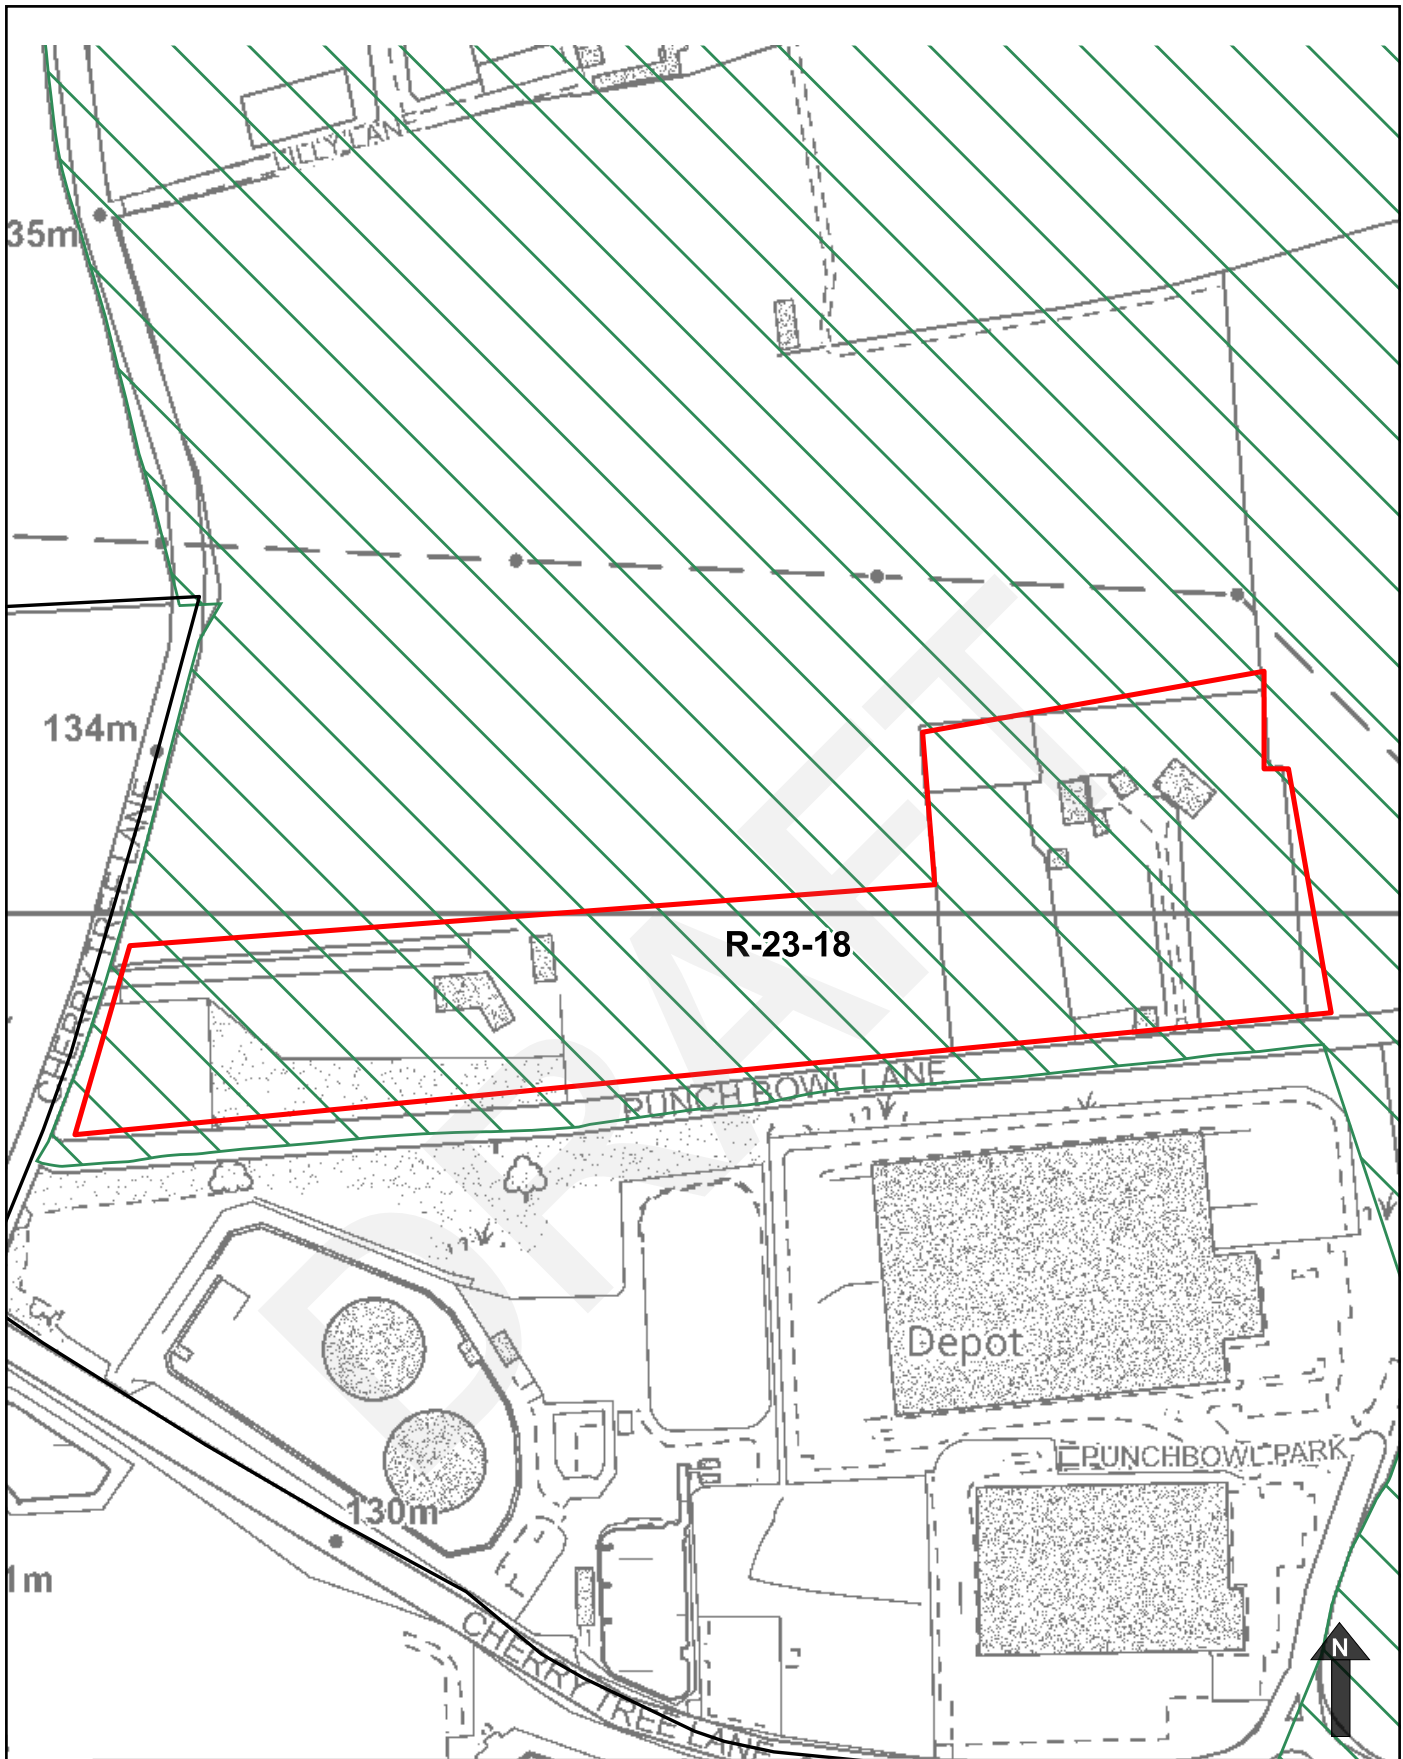 LILLY LANE
35m
134m
CHERRY TREE LANE
R-23-18
PUNCH BOWL LANE
DRAFT
Depot
PUNCHBOWL PARK
130m
1m
CHERRY TREE LANE
N